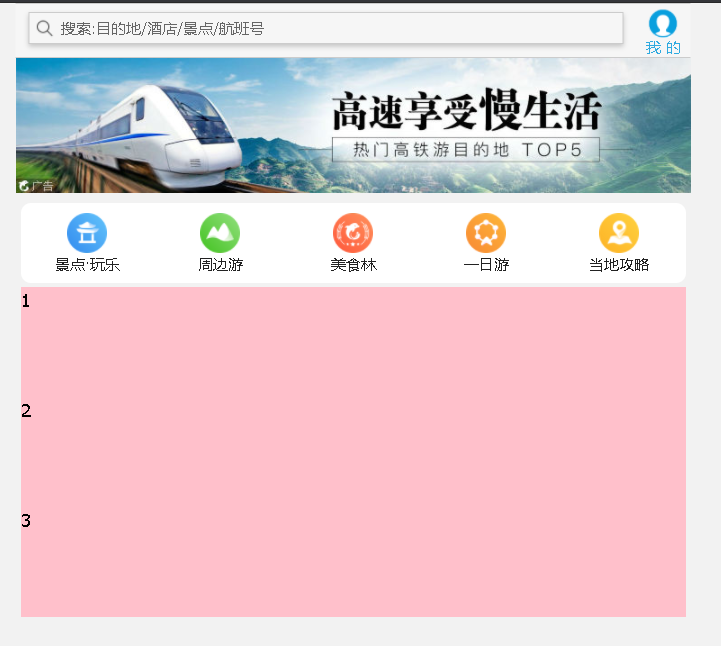 搜索:目的地/酒店/景点/航班号
我的
高速享受慢生活
热门高铁游目的地 TOP5
广告
景点·玩乐
周边游
美食林
一日游
当地攻略
1
2
3